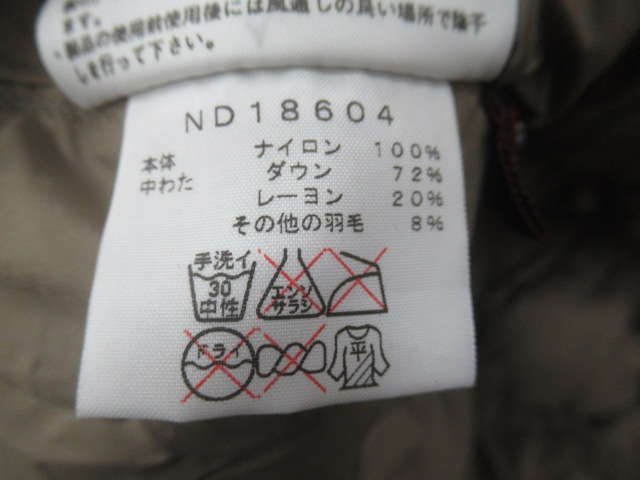 ます。
・製品の使用前使用後には風通しの良い場所で陰干
しを行って下さい。
ND18604
本体 ナイロン 100%
中わた ダウン 72%
レーヨン 20%
その他の羽毛 8%
手洗イ
30
中性
エンソ
サラシ
ドライ
平